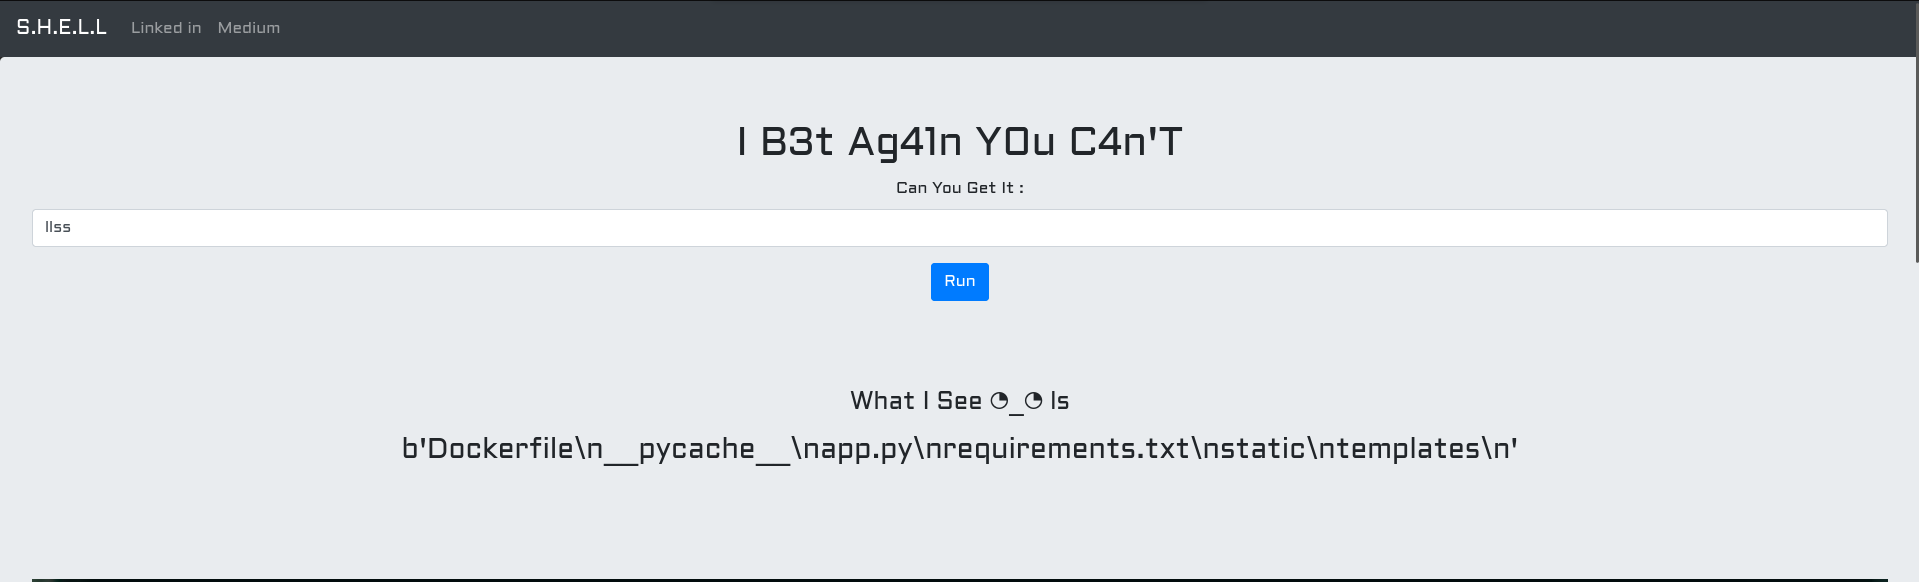 S.H.E.L.L Linked in Medium
I B3t Ag41n Y0u C4n'T
Can You Get It :
llss
Run
What I See ◔_◔ Is
b'Dockerfile\n__pycache__\napp.py\nrequirements.txt\nstatic\ntemplates\n'